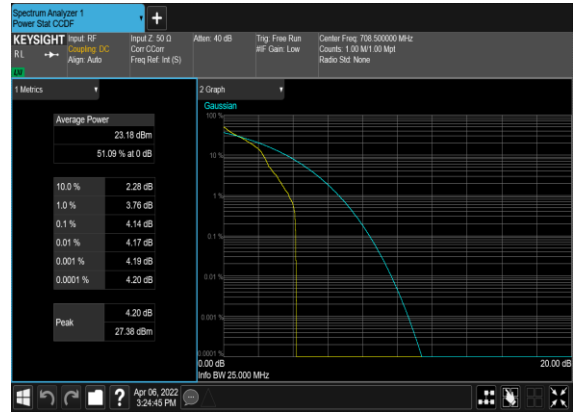 Spectrum Analyzer 1
Power Stat CCDF
KEYSIGHT
RL
Input: RF
Coupling: DC
Align: Auto
Input Z: 50 Ω
Corr CCorr
Freq Ref: Int (S)
Atten: 40 dB
Trig: Free Run
#IF Gain: Low
Center Freq: 708.500000 MHz
Counts: 1.00 M/1.00 Mpt
Radio Std: None
1 Metrics
Average Power
23.18 dBm
51.09 % at 0 dB
10.0 % 2.28 dB
1.0 % 3.76 dB
0.1 % 4.14 dB
0.01 % 4.17 dB
0.001 % 4.19 dB
0.0001 % 4.20 dB
Peak 4.20 dB
27.38 dBm
2 Graph
Gaussian
100 %
10 %
1 %
0.1 %
0.01 %
0.001 %
0.0001 %
0.00 dB 20.00 dB
Info BW 25.000 MHz
Apr 06, 2022
3:24:45 PM